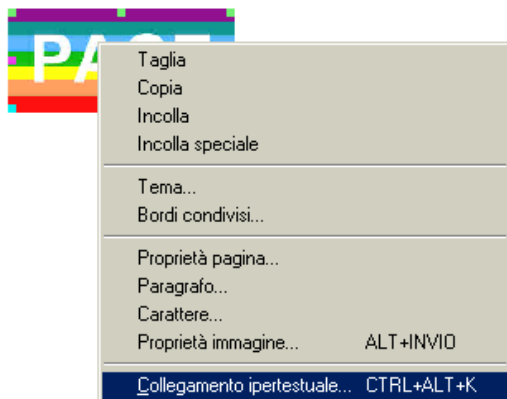 PACE
Taglia
Copia
Incolla
Incolla speciale
Tema...
Bordi condivisi...
Proprietà pagina...
Paragrafo...
Carattere...
Proprietà immagine... ALT+INVIO
Collegamento ipertestuale... CTRL+ALT+K